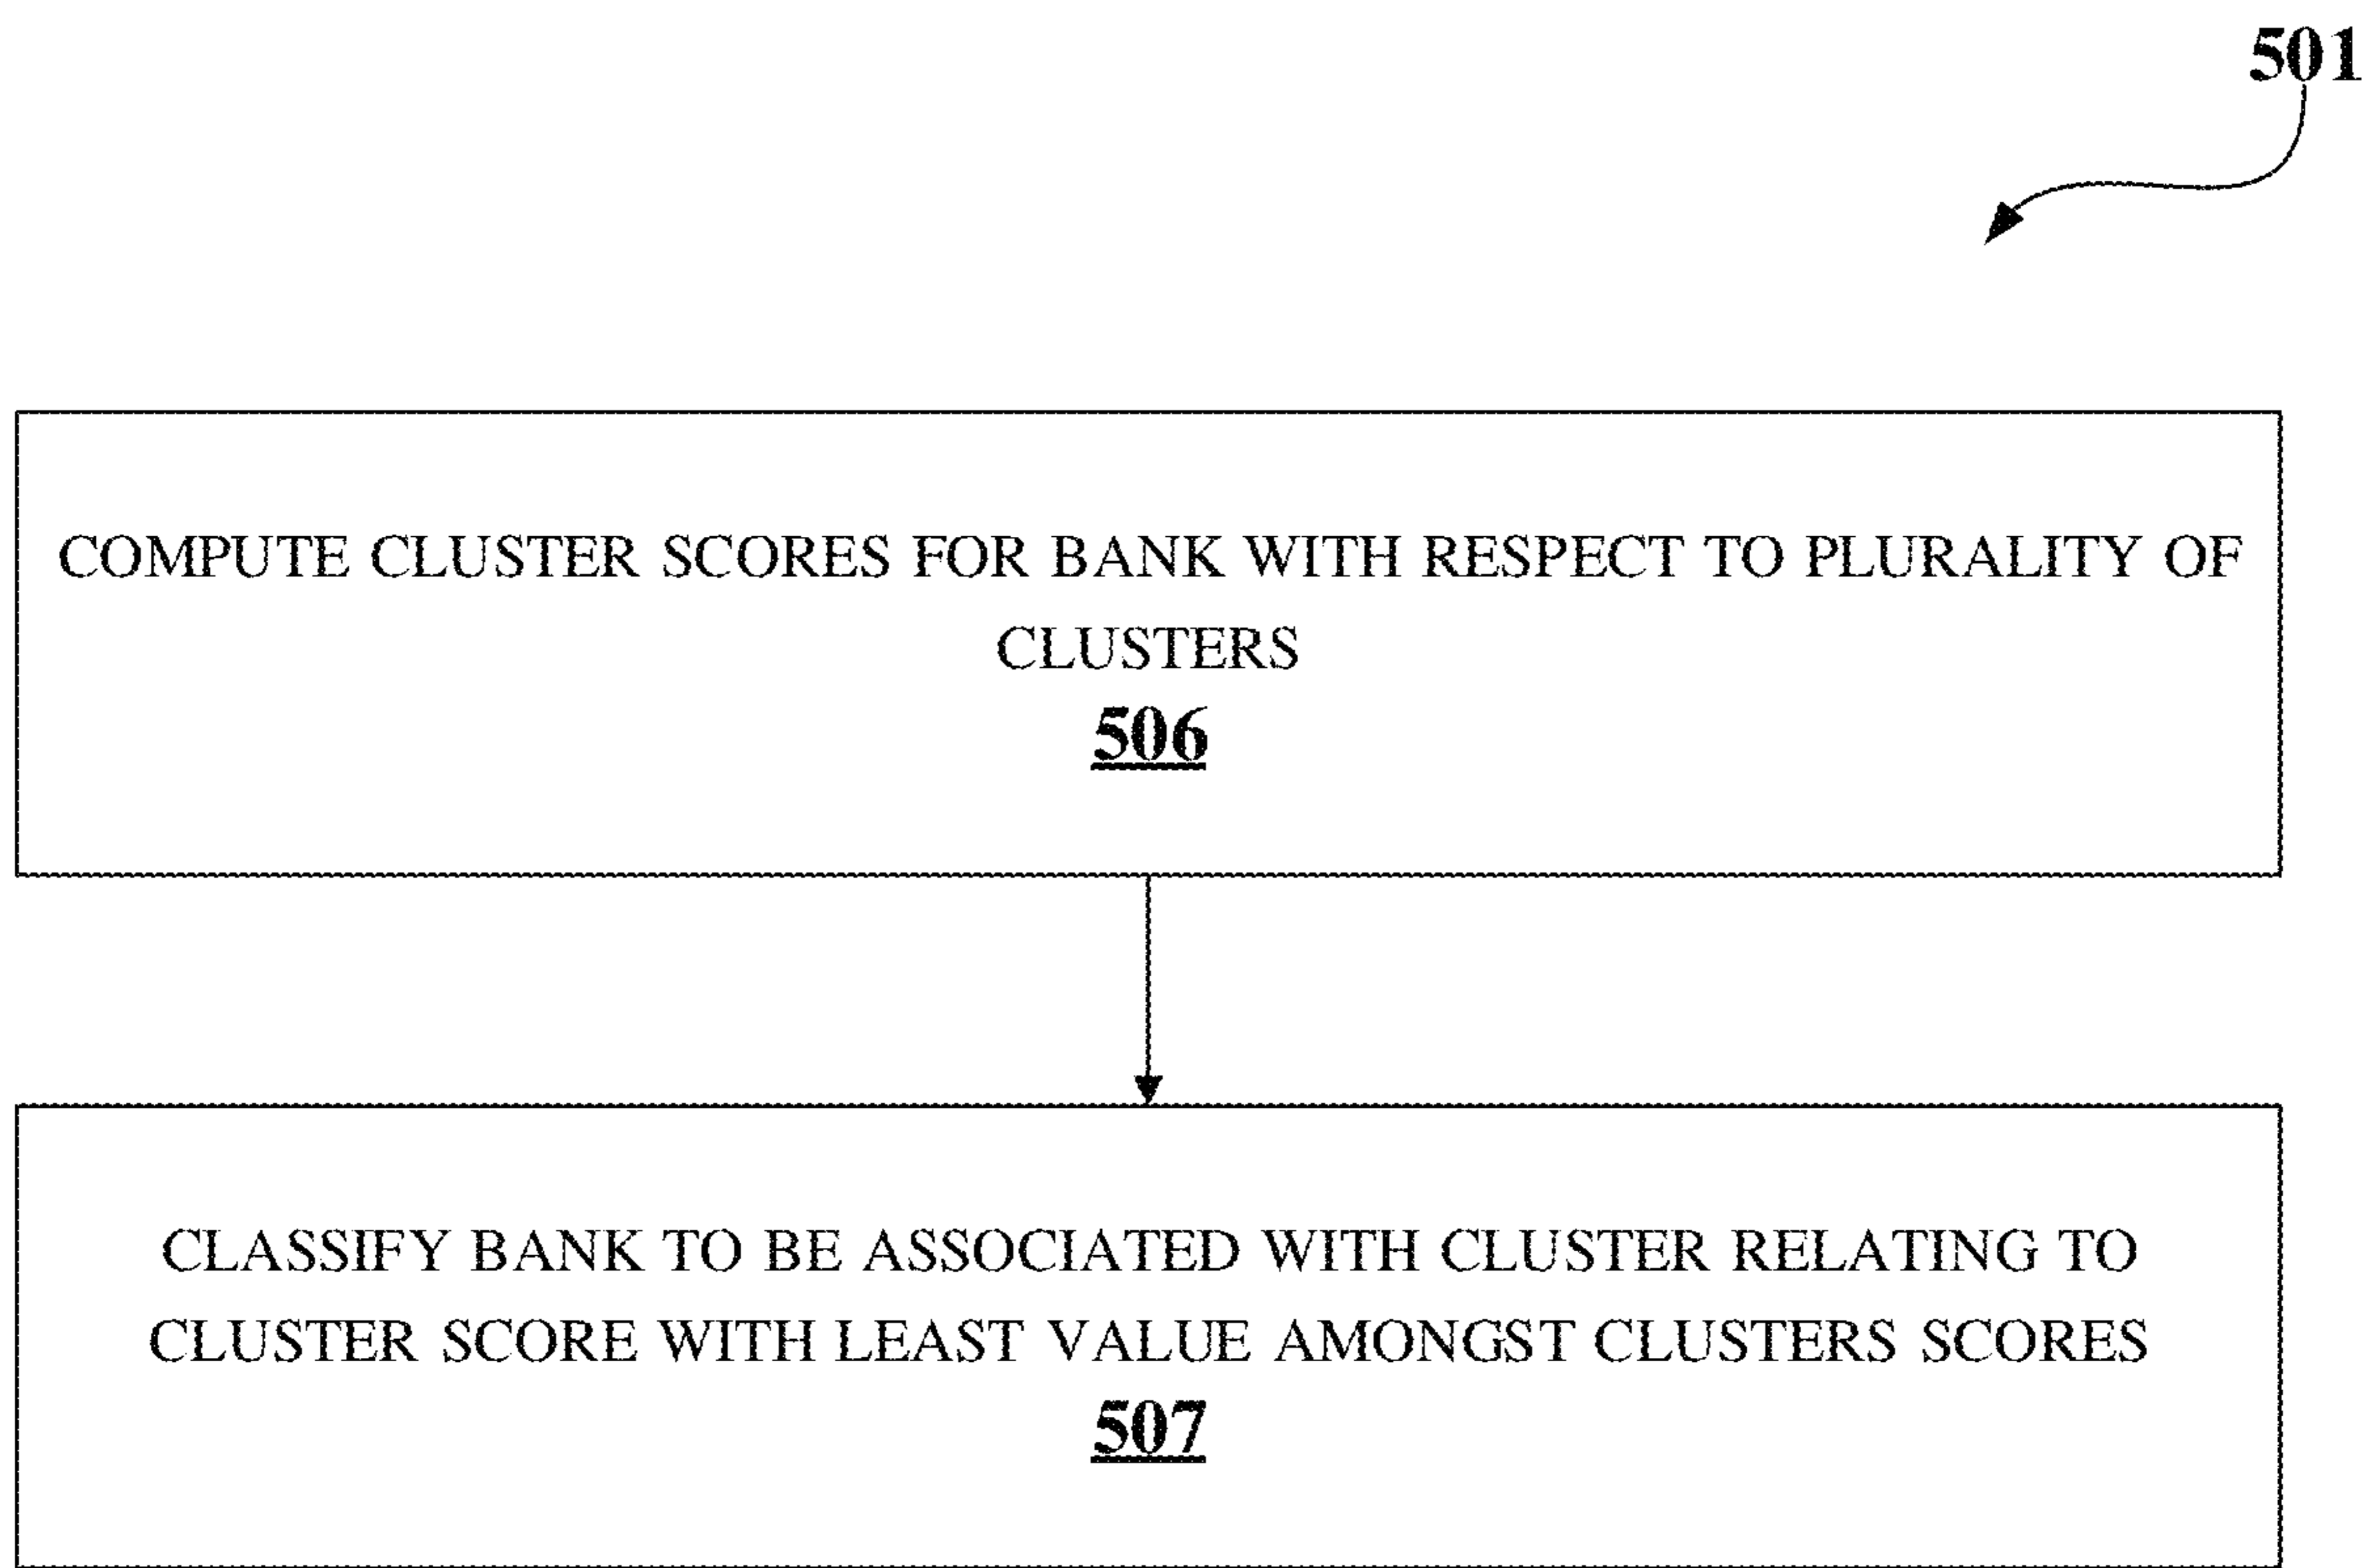 501
COMPUTE CLUSTER SCORES FOR BANK WITH RESPECT TO PLURALITY OF
CLUSTERS
506
CLASSIFY BANK TO BE ASSOCIATED WITH CLUSTER RELATING TO
CLUSTER SCORE WITH LEAST VALUE AMONGST CLUSTERS SCORES
507